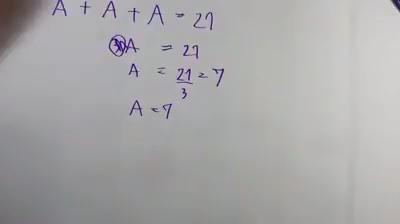 A + A + A = 21
3A = 21
A = 21/3 = 7
A = 7